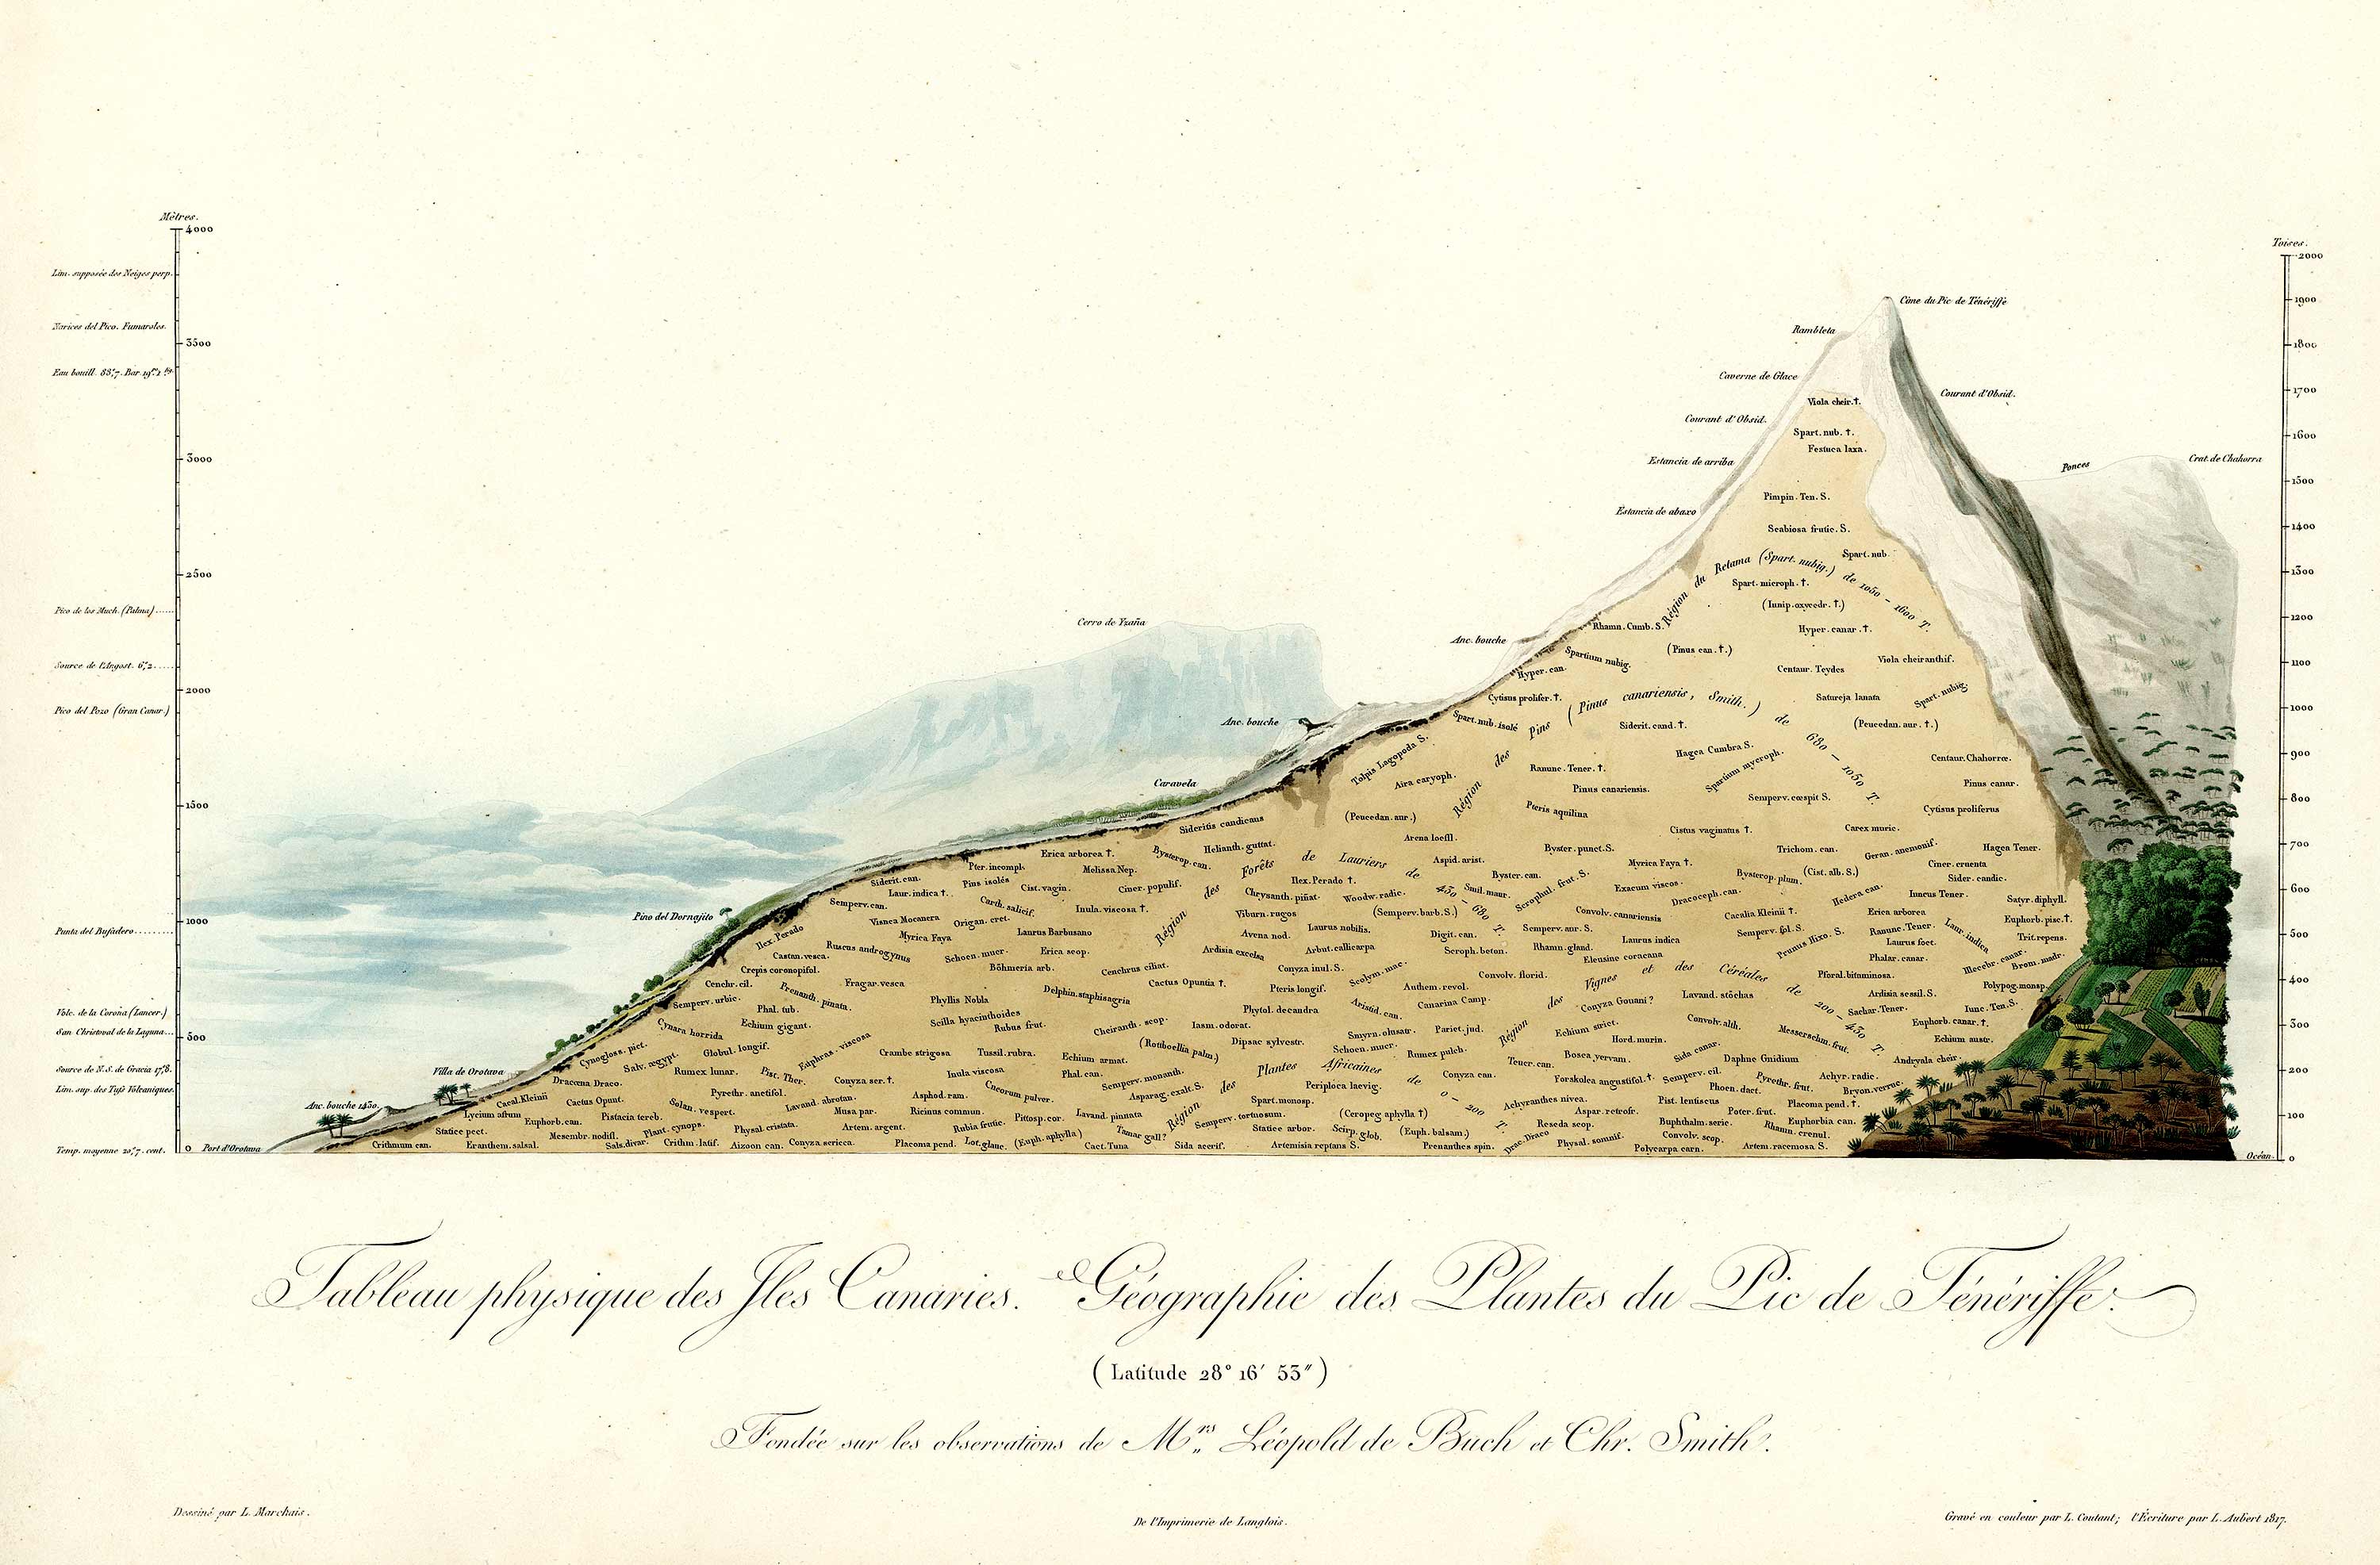 Mètres.
4000
Lim. supposée des Neiges perp.
Narices del Pico. Fumaroles.
3500
Eau bouill. 88°,7. Bar.
3000
2500
Pico de los Much. (Palma)
Source de l'Angost. 6°,2
2000
Pico del Pozo (Gran Canar.)
1500
1000
Punta del Bufadero
Volc. de la Corona (Lancer.)
San Christoval de la Laguna
500
Source de N. S. de Gracia 17,°8.
Lim. sup. des Tufs Volcaniques.
Temp. moyenne 20,°7. cent.
0
Port d'Orotava
Anc. bouche 1430.
Villa de Orotava
Pino del Dornajito
Caravela
Anc. bouche
Cerro de Yzaña
Anc. bouche
Estancia de abaxo
Estancia de arriba
Courant d'Obsid.
Caverne de Glace
Rambleta
Cône du Pic de Ténériffe
Courant d'Obsid.
Ponces
Crat. de Chahorra
Toises.
2000
1900
1800
1700
1600
1500
1400
1300
1200
1100
1000
900
800
700
600
500
400
300
200
100
0
Océan
Viola cheir. †.
Spart. nub. †.
Festuca laxa.
Pimpin. Ten. S.
Scabiosa frutic. S.
Région du Retama (Spart. nubig.) de 1050 – 1600 T.
Spart. nub.
Spart. microph. †.
(Iunip. oxycedr. †.)
Rhamn. Cumb. S.
Hyper. canar. †.
(Pinus can. †.)
Spartium nubig.
Viola cheiranthif.
Hyper. can.
Centaur. Teydes
Cytisus prolifer. †.
Satureja lanata
Spart. nubig.
Région des Pins (Pinus canariensis, Smith.) de 680 – 1050 T.
Spart. nub. isolé
Siderit. cand. †.
(Peucedan. aur. †.)
Tolpis Lagopoda S.
Hagea Cumbra S.
Aira caryoph.
Ranunc. Tener. †.
Spartium mycroph.
Centaur. Chahorræ.
Pinus canariensis.
Pinus canar.
Semperv. cœspit S.
Pteris aquilina
Cytisus proliferus
(Peucedan. aur.)
Sideritis candicans
Cistus vaginatus †.
Carex muric.
Arena loefl.
Helianth. guttat.
Erica arborea †.
Bysterop. can.
Byster. punct. S.
Trichom. can.
Geran. anemonif.
Hagea Tener.
Région des Forêts de Lauriers de 430 – 680 T.
Aspid. arist.
Myrica Faya †.
Ciner. cruenta
Pter. incompl.
Melissa Nep.
Byster. can.
Bysterop. plum.
(Cist. alb. S.)
Sider. candic.
Siderit. can.
Pins isolés
Cist. vagin.
Ciner. populif.
Ilex. Perado †.
Smil. maur.
Scrophul. frut. S.
Exacum viscos.
Dracoceph. can.
Hedera can.
Iuncus Tener.
Laur. indica †.
Chrysanth. piñat.
Woodw. radic.
Satyr. diphyll.
Semperv. can.
Carth. salicif.
Inula. viscosa †.
Viburn. rugos
(Semperv. barb. S.)
Convolv. canariensis
Cacalia Kleinii †.
Erica arborea
Euphorb. pisc. †.
Visnea Mocanera
Origan. cret.
Laurus nobilis.
Semperv. aur. S.
Semperv. fol. S.
Ranunc. Tener.
Laur. indica
Ilex. Perado
Myrica Faya
Laurus Barbusano
Avena nod.
Digit. can.
Laurus indica
Prunus Hixo. S.
Laurus foet.
Trit. repens.
Castan. vesca.
Ruscus androgynus
Schoen. mucr.
Erica scop.
Ardisia excelsa
Arbut. callicarpa
Scroph. beton.
Rhamn. gland.
Eleusine coracana
Phalar. canar.
Illecebr. canar.
Brom. madr.
Crepis coronopifol.
Böhmeria arb.
Cenchrus ciliat.
Conyza inul. S.
Scolym. mac.
Convolv. florid.
Région des Vignes et des Céréales de 200 – 430 T.
Pforal. bituminosa.
Cenchr. cil.
Prenanth. pinata.
Fragar. vesca
Cactus Opuntia †.
Pteris longif.
Authem. revol.
Polypog. monsp.
Semperv. urbic.
Phal. tub.
Phyllis Nobla
Delphin. staphisagria
Phytol. decandra
Aristid. can.
Canarina Camp.
Conyza Gouani ?
Lavand. stôchas
Ardisia sessil. S.
Sachar. Tener.
Iunc. Ten. S.
Cynara horrida
Echium gigant.
Scilla hyacinthoides
Rubus frut.
Cheiranth. scop.
Iasm. odorat.
Smyrn. olusatr.
Pariet. jud.
Echium strict.
Convolv. alth.
Messerschm. frut.
Euphorb. canar. †.
Cynogloss. pict.
Salv. ægypt.
Globul. longif.
Euphras. viscosa
Crambe strigosa
Tussil. rubra.
Echium armat.
(Rotiboellia palm.)
Dipsac sylvestr.
Schoen. mucr.
Rumex pulch.
Hord. murin.
Sida canar.
Daphne Gnidium
Echium austr.
Andryala cheir.
Dracœna Draco.
Rumex lunar.
Pist. Ther.
Conyza ser. †.
Inula viscosa
Phal. can.
Semperv. monanth.
Région des Plantes Africaines de 0 – 200 T.
Teucr. can.
Bosea yervam.
Periploca laevig.
Conyza can.
Forskolea angustifol. †.
Semperv. cil.
Phoen. dact.
Pyrethr. frut.
Achyr. radic.
Bryon. verruc.
Cacal. Kleinii
Cactus Opunt.
Pyrethr. anetifol.
Lavand. abrotan.
Asphod. ram.
Cneorum pulver.
Asparag. exalt. S.
Spart. monosp.
Achyranthes nivea.
Pist. lentiscus
Placoma pend. †.
Lycium afrum
Euphorb. can.
Pistacia tereb.
Solan. vespert.
Musa par.
Ricinus commun.
Pittosp. cor.
Lavand. pinnata
Semperv. tortuosum.
(Ceropeg aphylla †)
Aspar. retrofr.
Poter. frut.
Statice pect.
Mesembr. nodifl.
Plant. cynops.
Physal. cristata.
Artem. argent.
Rubia frutic.
(Euph. aphylla)
Tamar gall ?
Statice arbor.
Scirp. glob.
(Euph. balsam.)
Reseda scop.
Buphthalm. seric.
Euphorbia can.
Rhamn. crenul.
Drac. Draco
Crithmum can.
Eranthem. salsal.
Sals. divar.
Crithm. latif.
Aizoon can.
Conyza sericca.
Placoma pend.
Lot. glauc.
Cact. Tuna
Sida acerif.
Artemisia reptans S.
Prenanthes spin.
Physal. somnif.
Convolv. scop.
Polycarpa carn.
Artem. racemosa S.
Tableau physique des Iles Canaries. Géographie des Plantes du Pic de Ténériffe.
(Latitude 28° 16′ 53″)
Fondée sur les observations de Mrs. Léopold de Buch et Chr. Smith.
Dessiné par L. Marchais.
De l'Imprimerie de Langlois.
Gravé en couleur par L. Coutant; l'Ecriture par L. Aubert 1817.